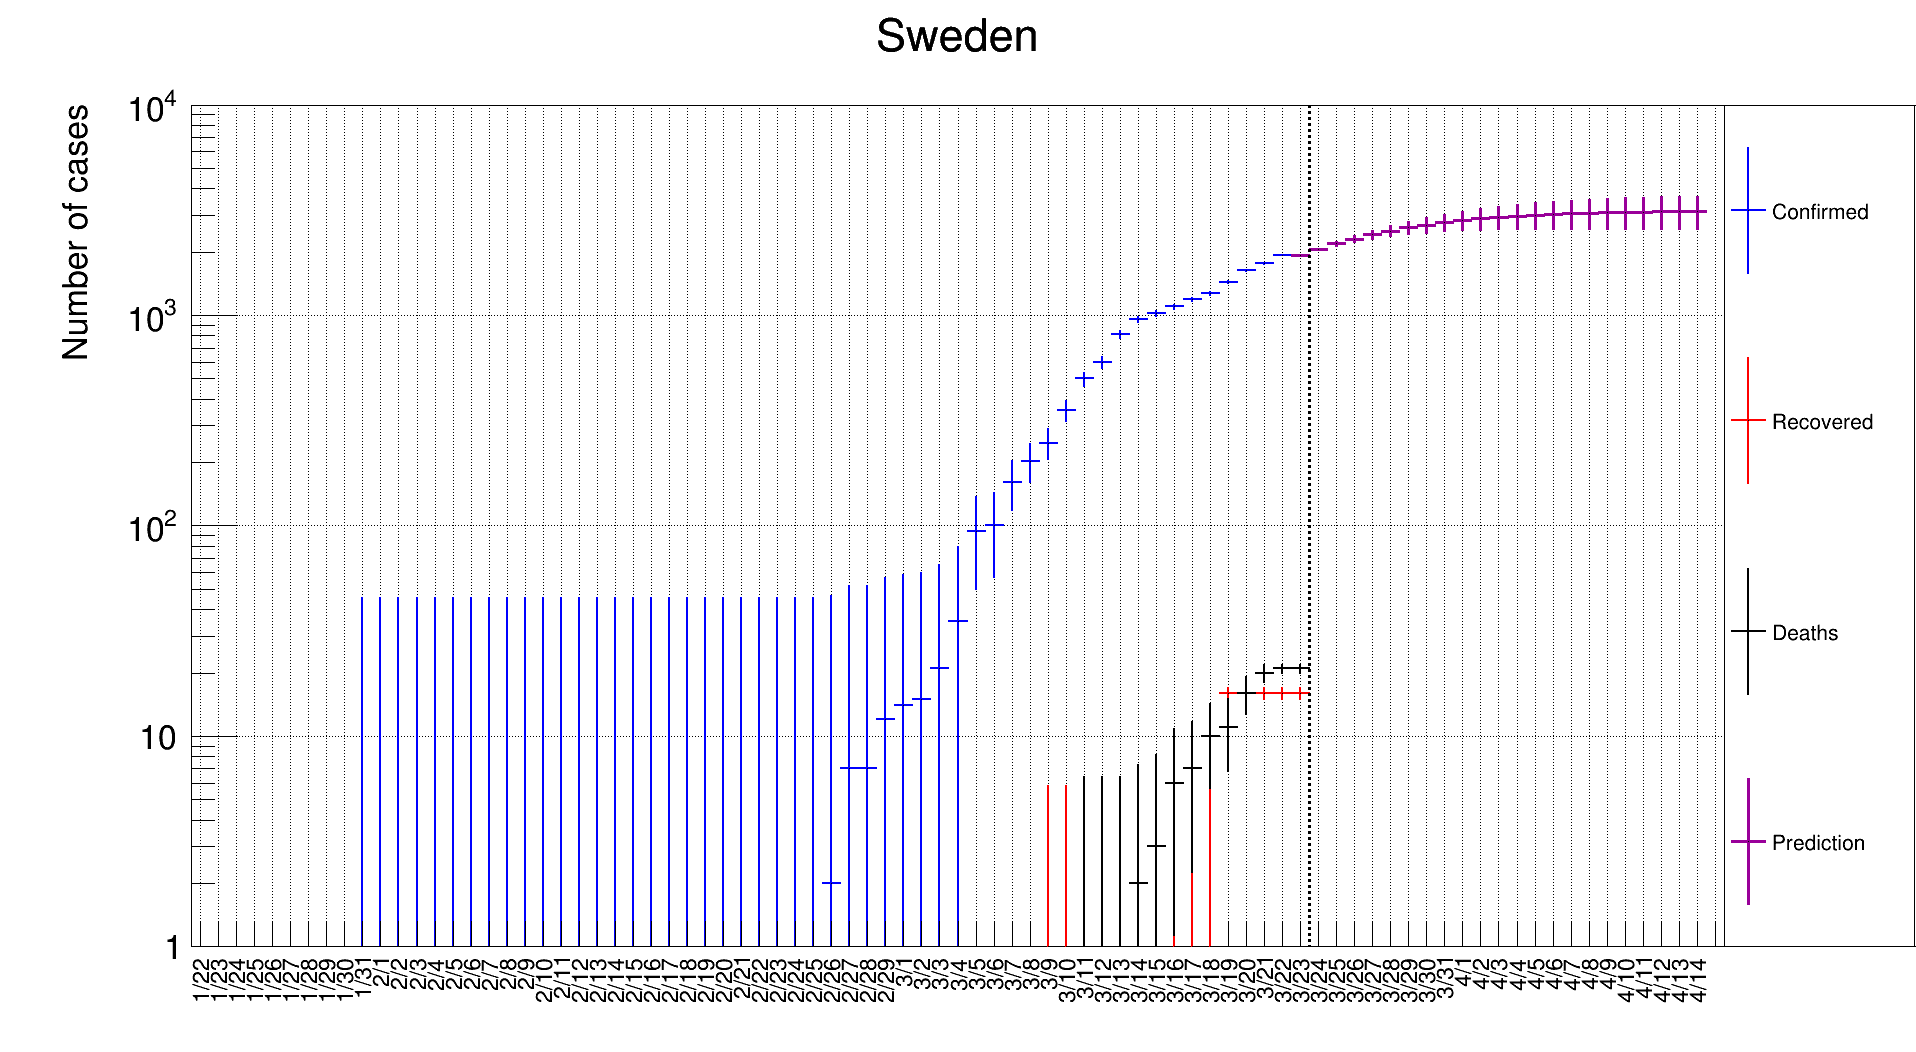 Sweden
Number of cases
10^4
10^3
10^2
10
1
1/22 1/23 1/24 1/25 1/26 1/27 1/28 1/29 1/30 1/31 2/1 2/2 2/3 2/4 2/5 2/6 2/7 2/8 2/9 2/10 2/11 2/12 2/13 2/14 2/15 2/16 2/17 2/18 2/19 2/20 2/21 2/22 2/23 2/24 2/25 2/26 2/27 2/28 2/29 3/1 3/2 3/3 3/4 3/5 3/6 3/7 3/8 3/9 3/10 3/11 3/12 3/13 3/14 3/15 3/16 3/17 3/18 3/19 3/20 3/21 3/22 3/23 3/24 3/25 3/26 3/27 3/28 3/29 3/30 3/31 4/1 4/2 4/3 4/4 4/5 4/6 4/7 4/8 4/9 4/10 4/11 4/12 4/13 4/14
Confirmed
Recovered
Deaths
Prediction